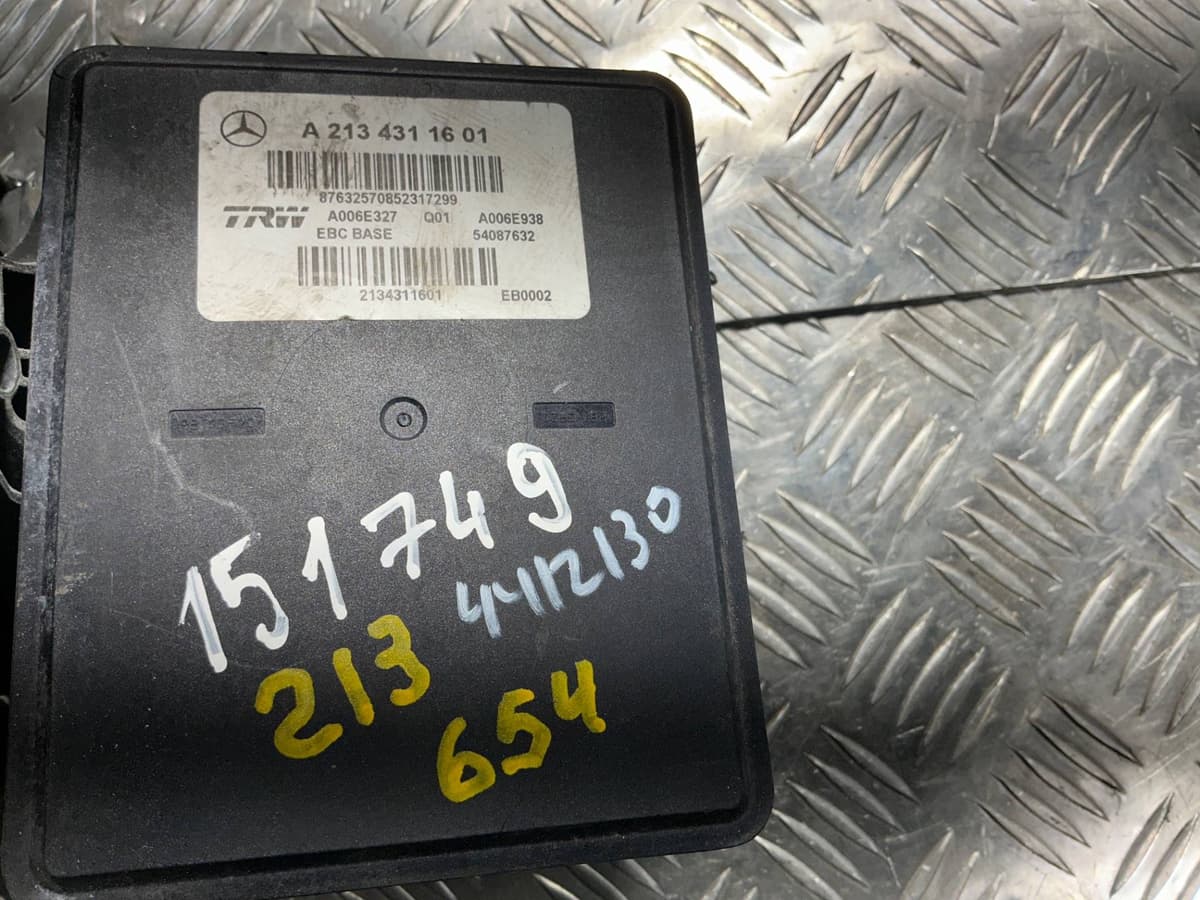 A 213 431 16 01
87632570852317299
TRW A006E327 Q01 A006E938
EBC BASE 54087632
2134311601 EB0002
151749
4412130
213
654